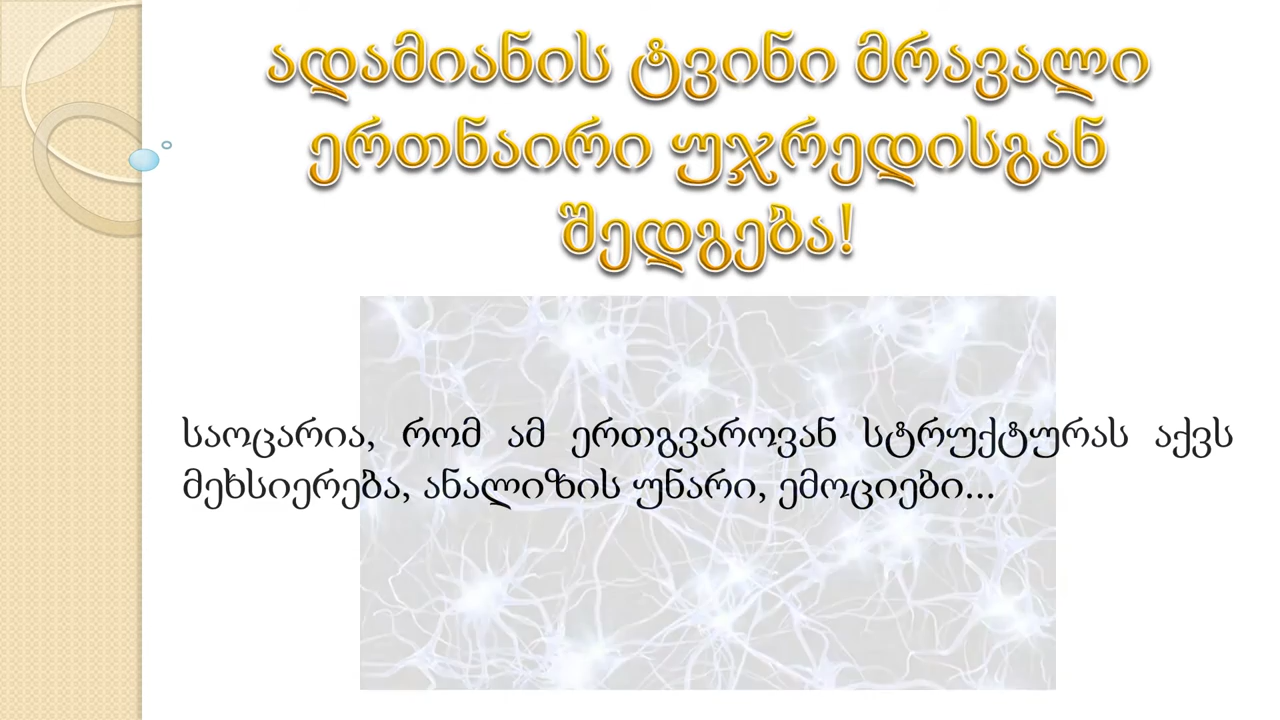 ადამიანის ტვინი მრავალი
ერთნაირი უჯრედისგან
შედგება!
საოცარია, რომ ამ ერთგვაროვან სტრუქტურას აქვს
მეხსიერება, ანალიზის უნარი, ემოციები...